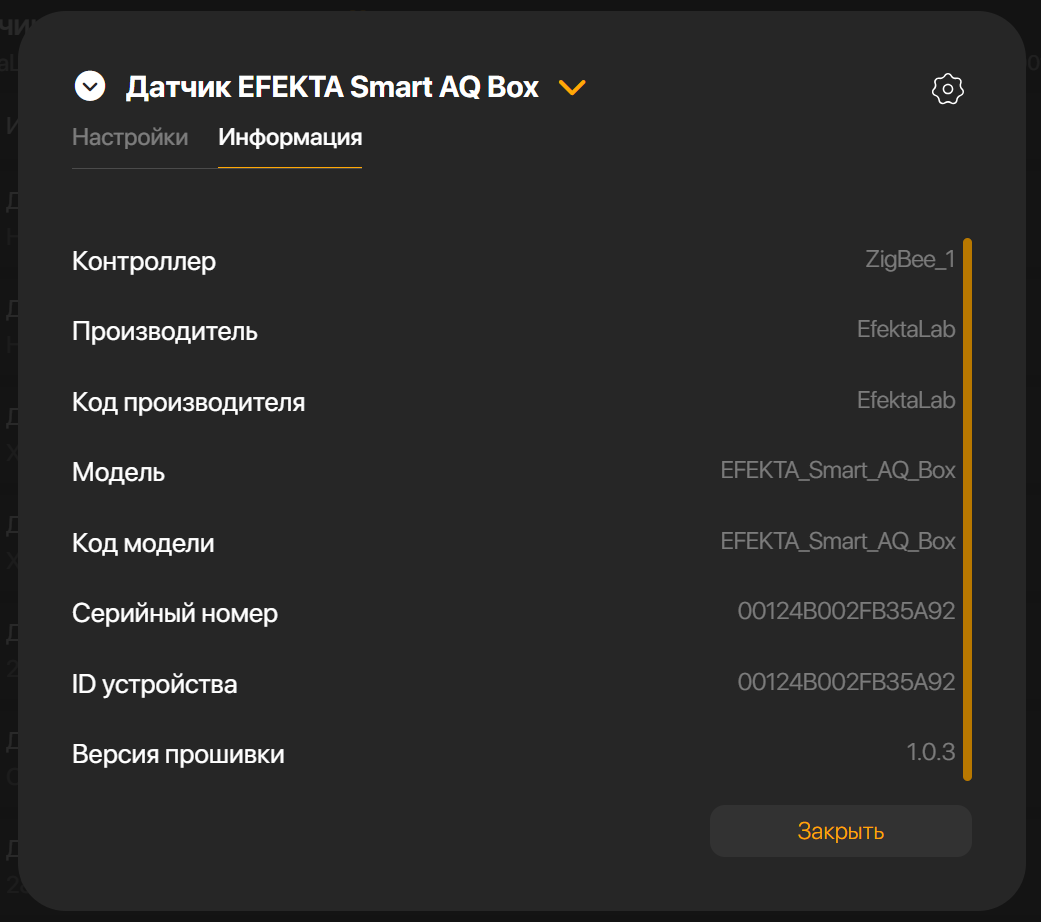 Датчик EFEKTA Smart AQ Box
Настройки Информация
Контроллер ZigBee_1
Производитель EfektaLab
Код производителя EfektaLab
Модель EFEKTA_Smart_AQ_Box
Код модели EFEKTA_Smart_AQ_Box
Серийный номер 00124B002FB35A92
ID устройства 00124B002FB35A92
Версия прошивки 1.0.3
Закрыть